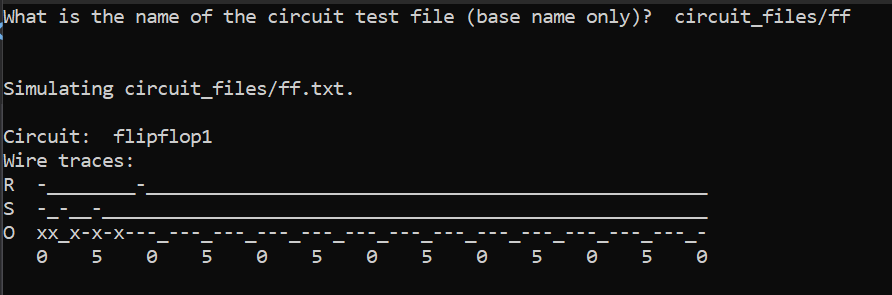 What is the name of the circuit test file (base name only)?  circuit_files/ff
Simulating circuit_files/ff.txt.
Circuit:  flipflop1
Wire traces:
R  -________-___________________________________________________
S  -_-__-_______________________________________________________
O  xx_x-x-x---_---_---_---_---_---_---_---_---_---_---_---_---_-
   0    5    0    5    0    5    0    5    0    5    0    5    0